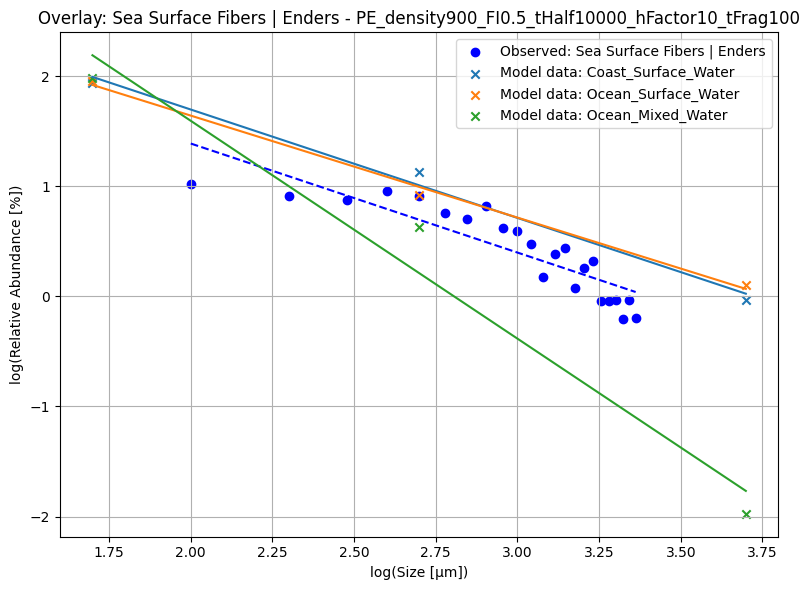 Overlay: Sea Surface Fibers | Enders - PE_density900_FI0.5_tHalf10000_hFactor10_tFrag100
Observed: Sea Surface Fibers | Enders
Model data: Coast_Surface_Water
Model data: Ocean_Surface_Water
Model data: Ocean_Mixed_Water
log(Relative Abundance [%])
2
1
0
−1
−2
1.75
2.00
2.25
2.50
2.75
3.00
3.25
3.50
3.75
log(Size [µm])